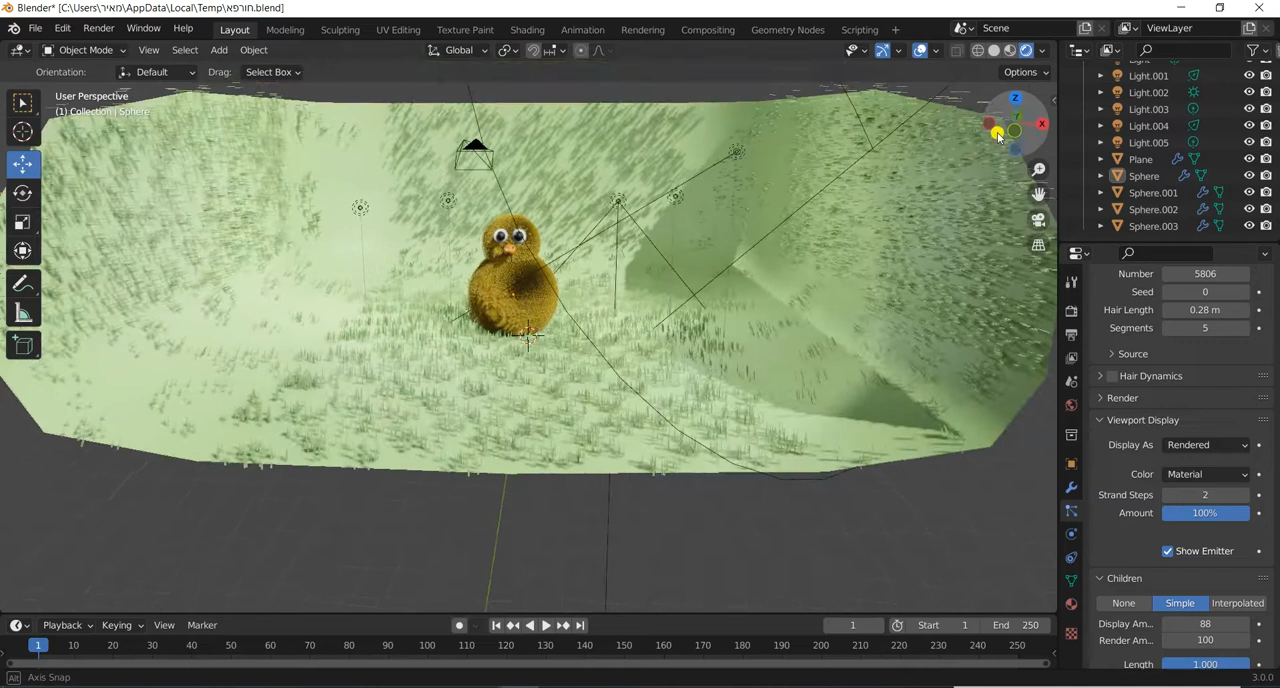 Blender* [C:\Users\מאיר\AppData\Local\Temp\חורפא.blend]
File Edit Render Window Help Layout Modeling Sculpting UV Editing Texture Paint Shading Animation Rendering Compositing Geometry Nodes Scripting Scene ViewLayer
Object Mode View Select Add Object Global
Orientation: Default Drag: Select Box Options
User Perspective
(1) Collection | Sphere
Z
X
Light
Light.001
Light.002
Light.003
Light.004
Light.005
Plane
Sphere
Sphere.001
Sphere.002
Sphere.003
Number 5806
Seed 0
Hair Length 0.28 m
Segments 5
Source
Hair Dynamics
Render
Viewport Display
Display As Rendered
Color Material
Strand Steps 2
Amount 100%
Show Emitter
Children
None Simple Interpolated
Display Am... 88
Render Am... 100
Length 1.000
Playback Keying View Marker 1 Start 1 End 250
1 10 20 30 40 50 60 70 80 90 100 110 120 130 140 150 160 170 180 190 200 210 220 230 240 250
Alt Axis Snap 3.0.0